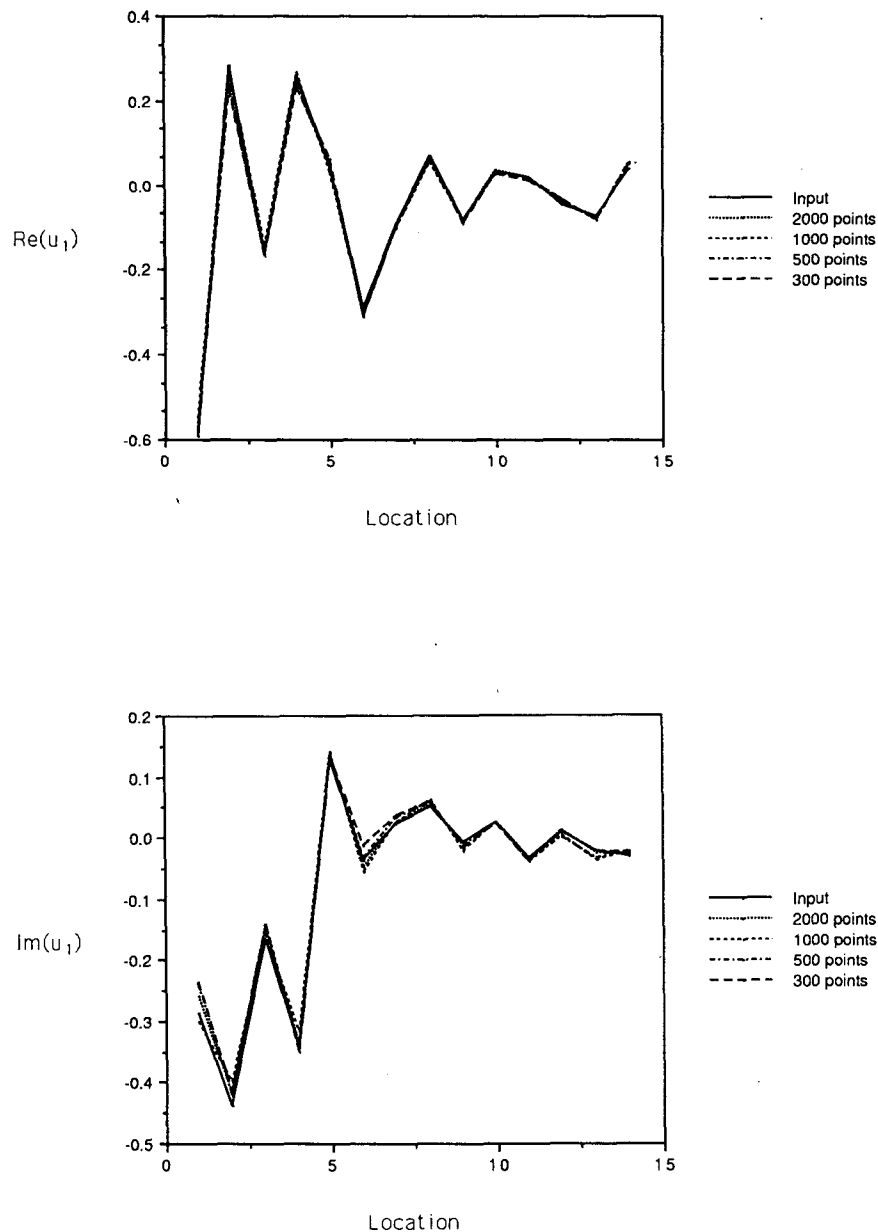 0.4
0.2
0.0
-0.2
-0.4
-0.6
0
5
10
15
Re(u₁)
Location
Input
2000 points
1000 points
500 points
300 points
0.2
0.1
0.0
-0.1
-0.2
-0.3
-0.4
-0.5
0
5
10
15
Im(u₁)
Location
Input
2000 points
1000 points
500 points
300 points